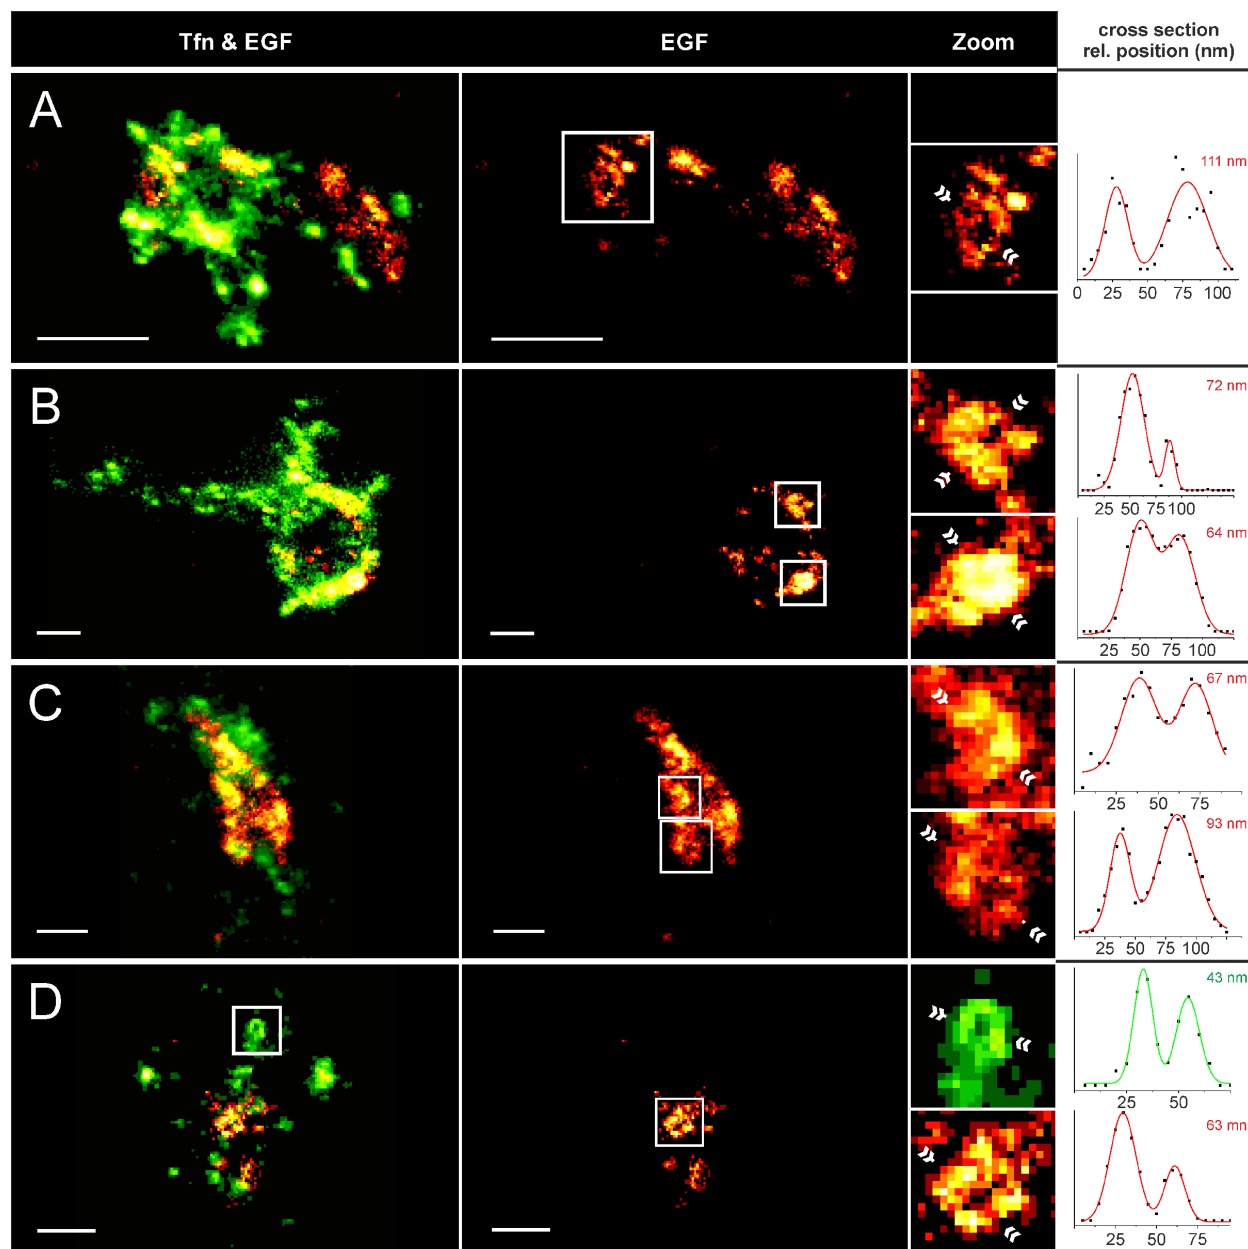 Tfn & EGF
EGF
Zoom
cross section
rel. position (nm)
A
111 nm
0 25 50 75 100
B
72 nm
25 50 75 100
64 nm
25 50 75 100
C
67 nm
25 50 75
93 nm
25 50 75 100
D
43 nm
25 50
63 mn
25 50 75